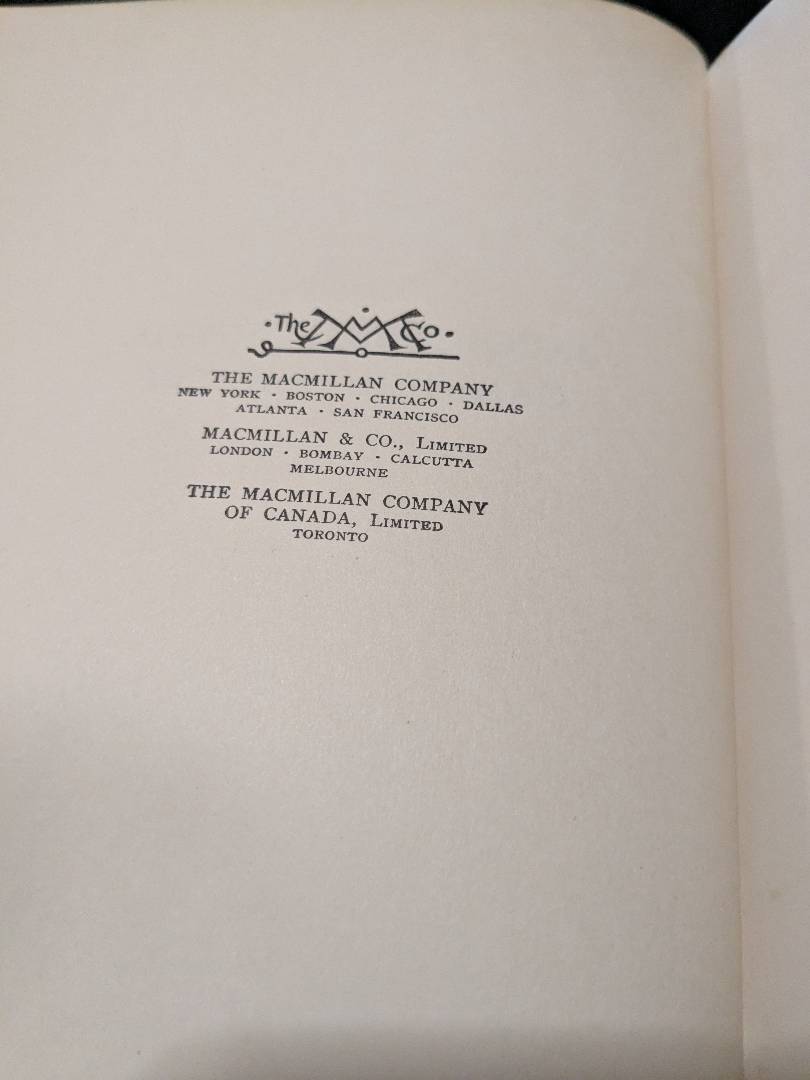 ·The M Co·
THE MACMILLAN COMPANY
NEW YORK · BOSTON · CHICAGO · DALLAS
ATLANTA · SAN FRANCISCO
MACMILLAN & CO., LIMITED
LONDON · BOMBAY · CALCUTTA
MELBOURNE
THE MACMILLAN COMPANY
OF CANADA, LIMITED
TORONTO